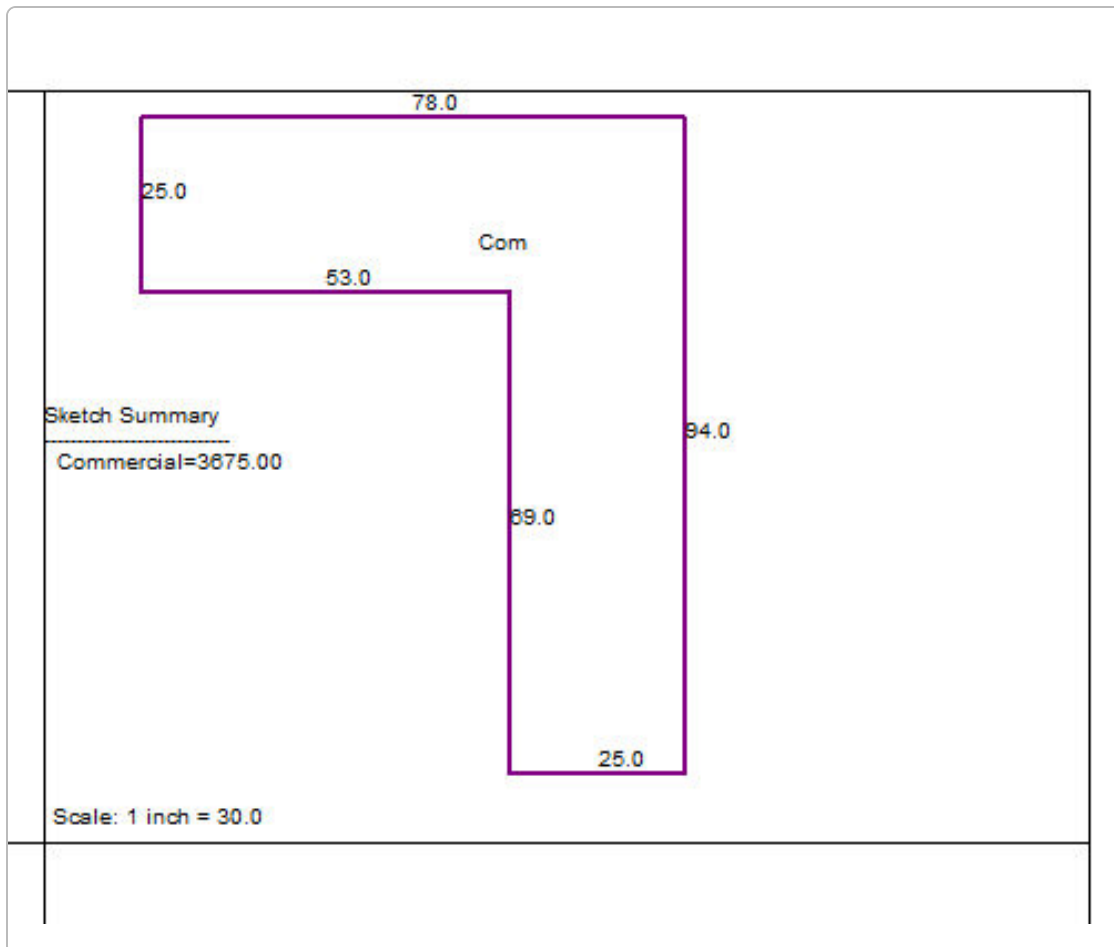 78.0
25.0
Com
53.0
Sketch Summary
----------------------------
Commercial=3675.00
94.0
69.0
25.0
Scale: 1 inch = 30.0